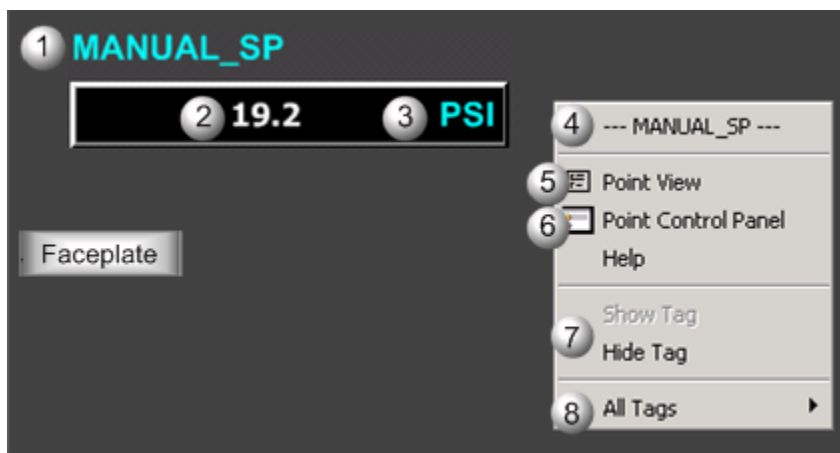 1 MANUAL_SP
2 19.2 3 PSI
4 --- MANUAL_SP ---
5 Point View
6 Point Control Panel
Help
Faceplate
Show Tag
7
Hide Tag
8 All Tags